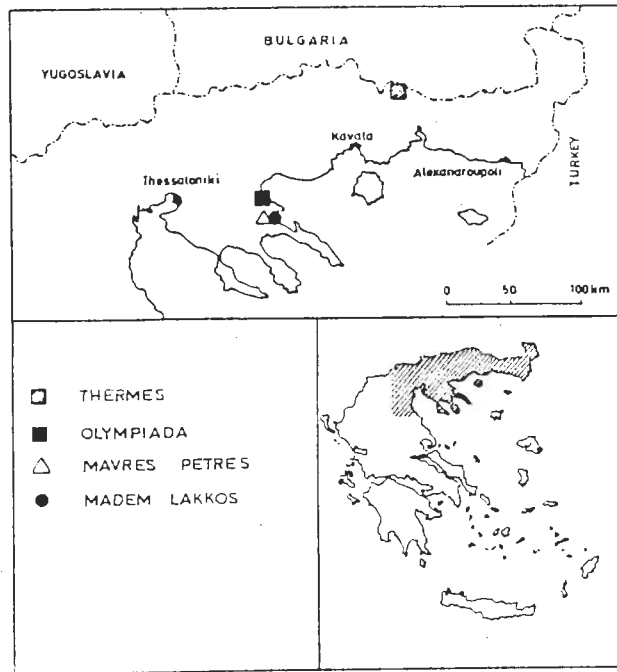 BULGARIA
YUGOSLAVIA
Kavala
Thessaloniki
Alexandroupoli
TURKEY
0 50 100 km
THERMES
OLYMPIADA
MAVRES PETRES
MADEM LAKKOS